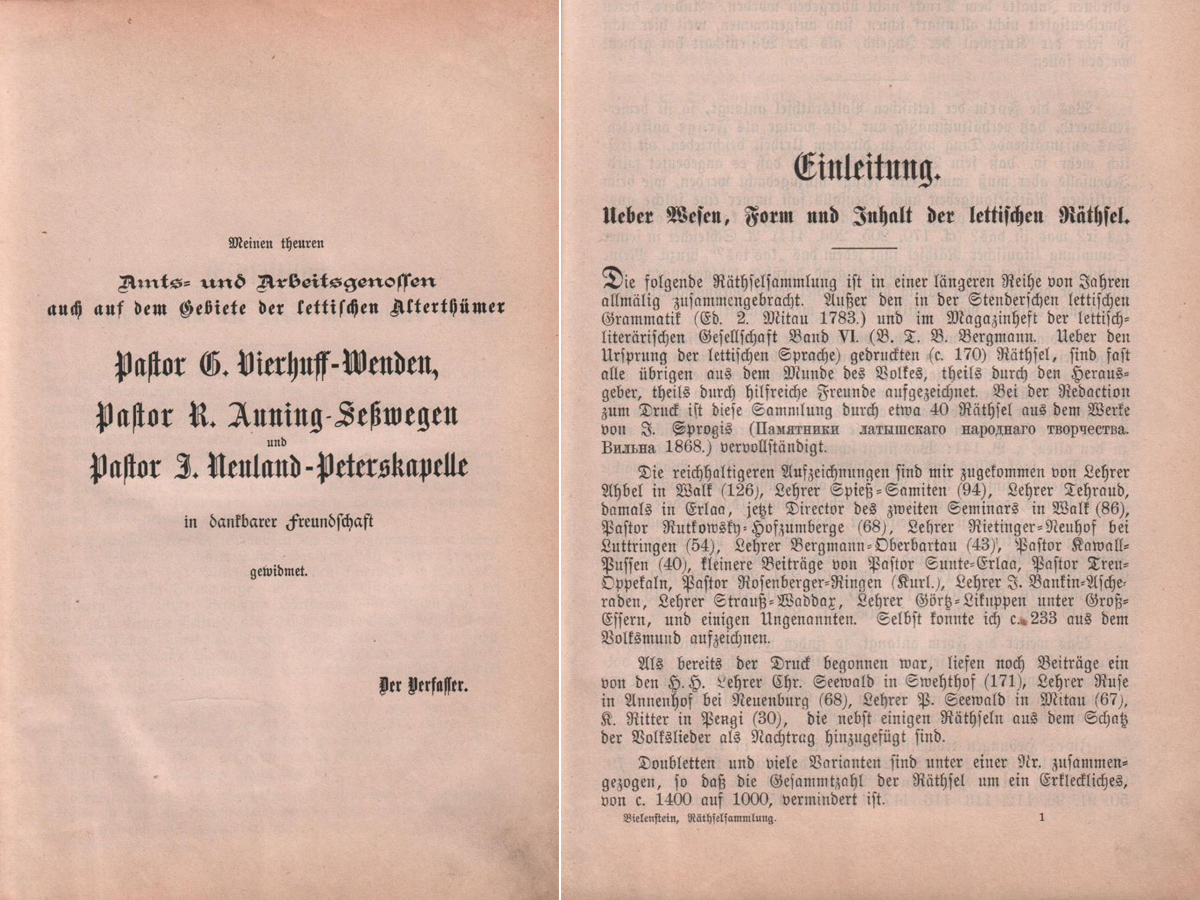 Meinen theuren
Amts- und Arbeitsgenossen
auch auf dem Gebiete der lettischen Alterthümer
Pastor G. Vierhuff-Wenden,
Pastor R. Auning-Seßwegen
und
Pastor J. Neuland-Peterskapelle
in dankbarer Freundschaft
gewidmet.
Der Verfasser.
Einleitung.
Ueber Wesen, Form und Inhalt der lettischen Räthsel.
Die folgende Räthselsammlung ist in einer längeren Reihe von Jahren
allmälig zusammengebracht. Außer den in der Stenderschen lettischen
Grammatik (Ed. 2. Mitau 1783.) und im Magazinheft der lettisch-
literärischen Gesellschaft Band VI. (B. T. B. Bergmann. Ueber den
Ursprung der lettischen Sprache) gedruckten (c. 170) Räthsel, sind fast
alle übrigen aus dem Munde des Volkes, theils durch den Heraus-
geber, theils durch hilfreiche Freunde aufgezeichnet. Bei der Redaction
zum Druck ist diese Sammlung durch etwa 40 Räthsel aus dem Werke
von J. Sprogis (Памятники латышскаго народнаго творчества.
Вильна 1868.) vervollständigt.
Die reichhaltigeren Aufzeichnungen sind mir zugekommen von Lehrer
Ahbel in Walk (126), Lehrer Spieß-Samiten (94), Lehrer Tehraud,
damals in Erlaa, jetzt Director des zweiten Seminars in Walk (86),
Pastor Rutkowsky-Hofzumberge (68), Lehrer Rietinger-Neuhof bei
Luttringen (54), Lehrer Bergmann-Oberbartau (43), Pastor Kawall-
Pussen (40), kleinere Beiträge von Pastor Sunte-Erlaa, Pastor Treu-
Oppekaln, Pastor Rosenberger-Ringen (Kurl.), Lehrer J. Bankin-Asche-
raden, Lehrer Strauß-Waddax, Lehrer Görtz-Likuppen unter Groß-
Essern, und einigen Ungenannten. Selbst konnte ich c. 233 aus dem
Volksmund aufzeichnen.
Als bereits der Druck begonnen war, liefen noch Beiträge ein
von den H. H. Lehrer Chr. Seewald in Swehthof (171), Lehrer Ruse
in Annenhof bei Neuenburg (68), Lehrer P. Seewald in Mitau (67),
K. Ritter in Pengi (30), die nebst einigen Räthseln aus dem Schatz
der Volkslieder als Nachtrag hinzugefügt sind.
Doubletten und viele Varianten sind unter einer Nr. zusammen-
gezogen, so daß die Gesammtzahl der Räthsel um ein Erkleckliches,
von c. 1400 auf 1000, vermindert ist.
Bielenstein, Räthselsammlung. 1